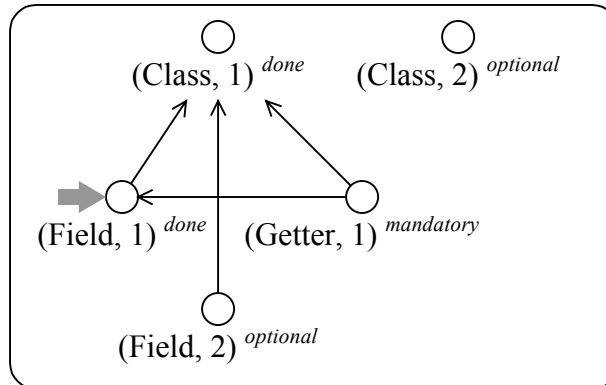 (Class, 1) done
(Class, 2) optional
(Field, 1) done
(Getter, 1) mandatory
(Field, 2) optional